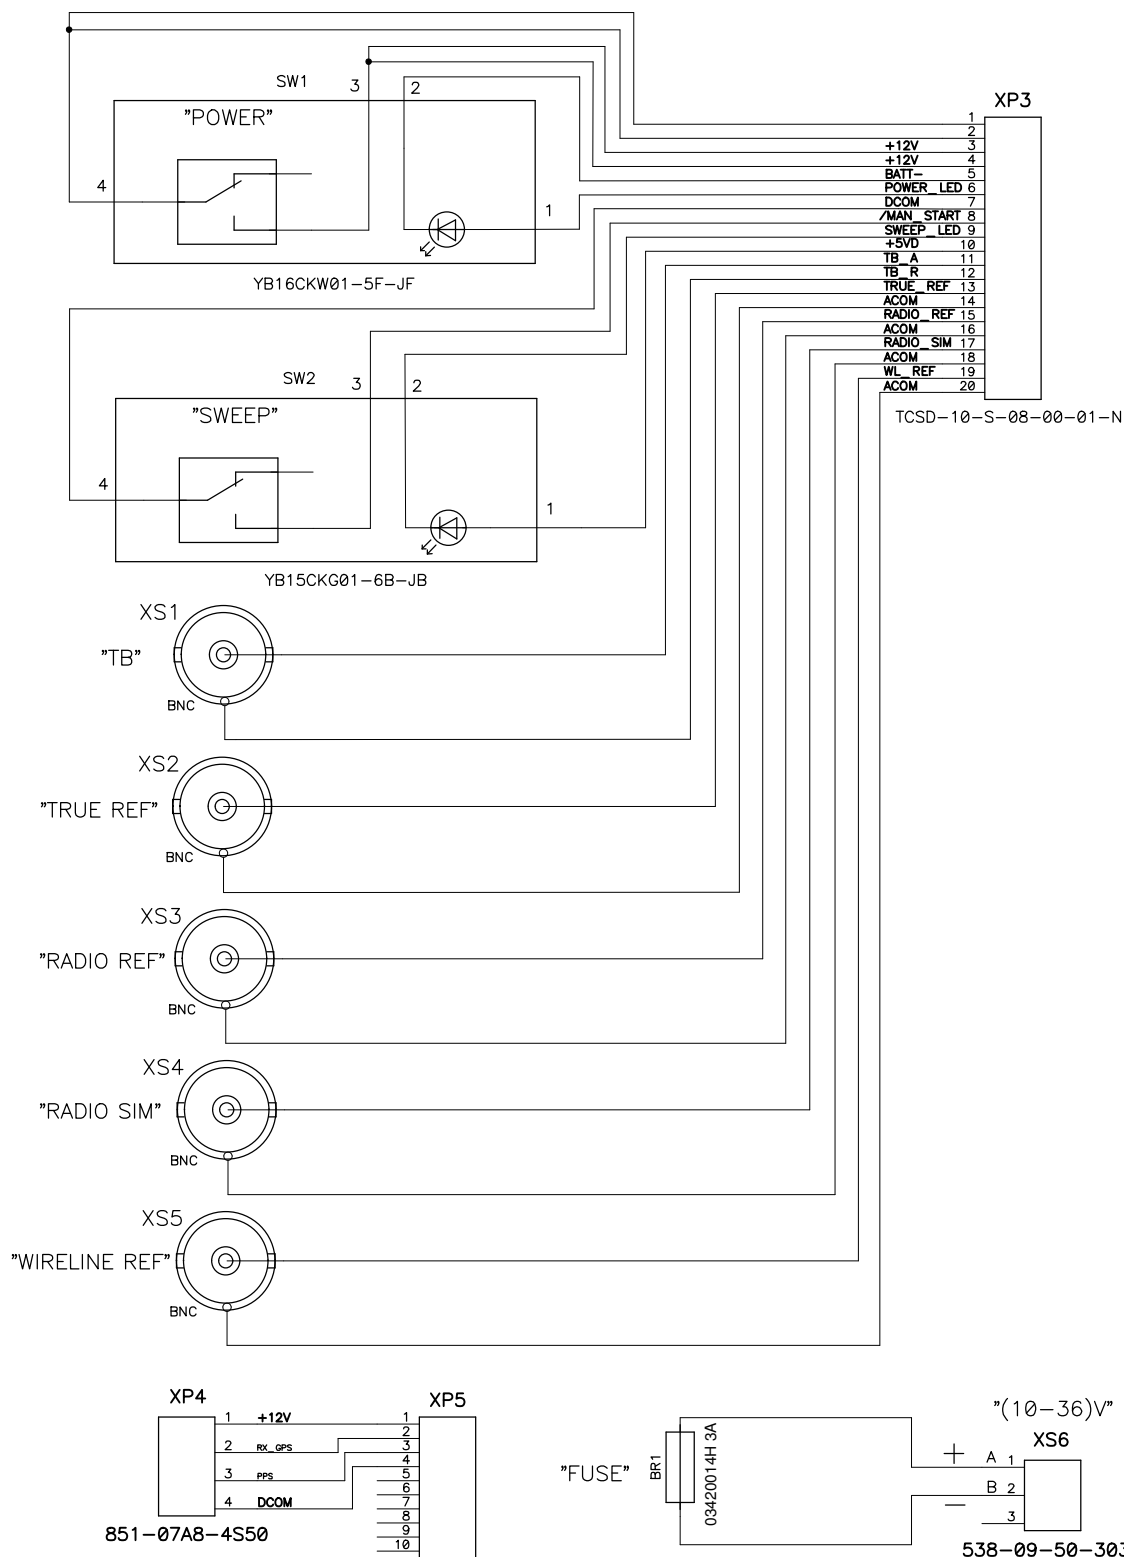 SW1
3
2
"POWER"
4
1
YB16CKW01-5F-JF
XP3
1
2
+12V 3
+12V 4
BATT- 5
POWER_LED 6
DCOM 7
/MAN_START 8
SWEEP_LED 9
+5VD 10
TB_A 11
TB_R 12
TRUE_REF 13
ACOM 14
RADIO_REF 15
ACOM 16
RADIO_SIM 17
ACOM 18
WL_REF 19
ACOM 20
TCSD-10-S-08-00-01-N
SW2
3
2
"SWEEP"
4
1
YB15CKG01-6B-JB
XS1
"TB"
BNC
XS2
"TRUE REF"
BNC
XS3
"RADIO REF"
BNC
XS4
"RADIO SIM"
BNC
XS5
"WIRELINE REF"
BNC
XP4
1 +12V
2 RX_GPS
3 PPS
4 DCOM
851-07A8-4S50
XP5
1
2
3
4
5
6
7
8
9
10
"FUSE"
BR1
03420014H 3A
"(10-36)V"
XS6
+ A 1
B 2
−
3
538-09-50-303